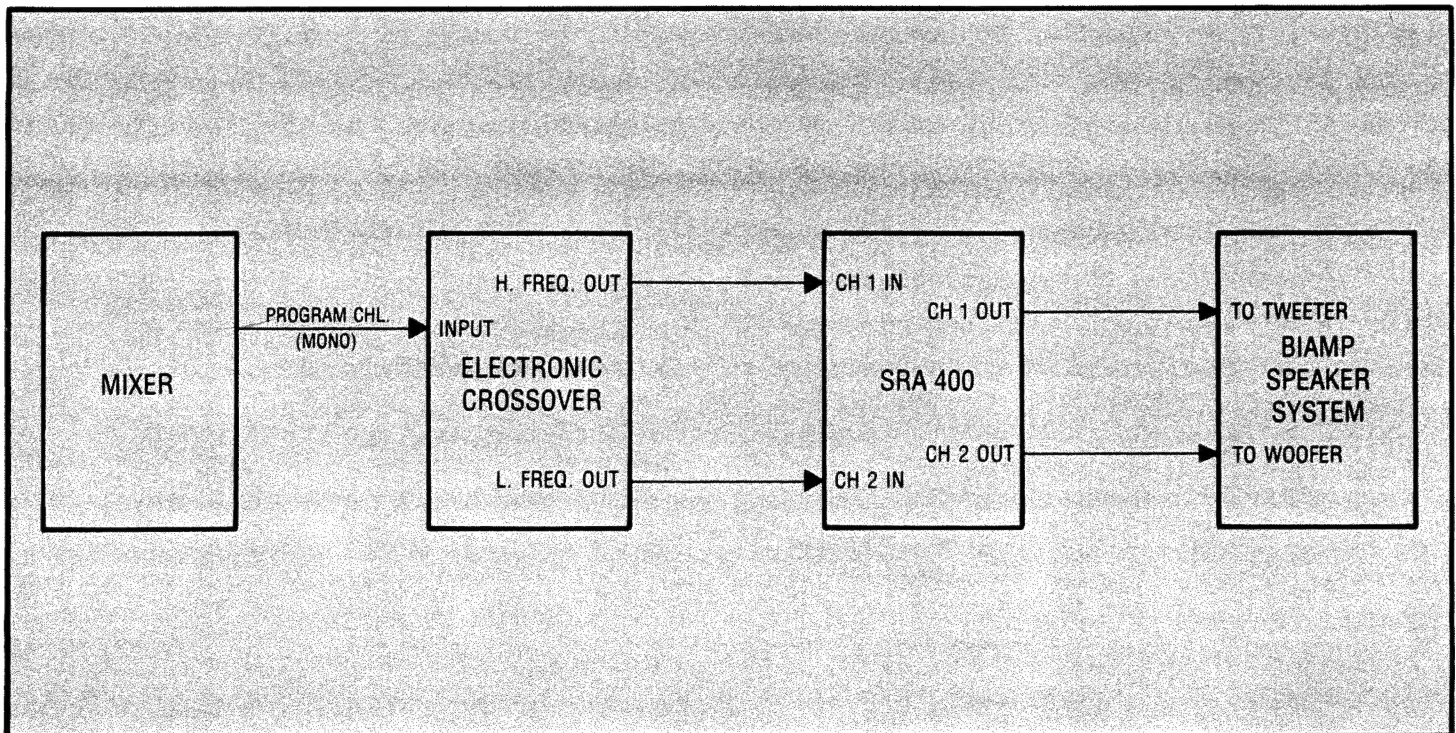 MIXER
PROGRAM CHL.
(MONO)
INPUT
H. FREQ. OUT
ELECTRONIC
CROSSOVER
L. FREQ. OUT
CH 1 IN
CH 1 OUT
SRA 400
CH 2 OUT
CH 2 IN
TO TWEETER
BIAMP
SPEAKER
SYSTEM
TO WOOFER